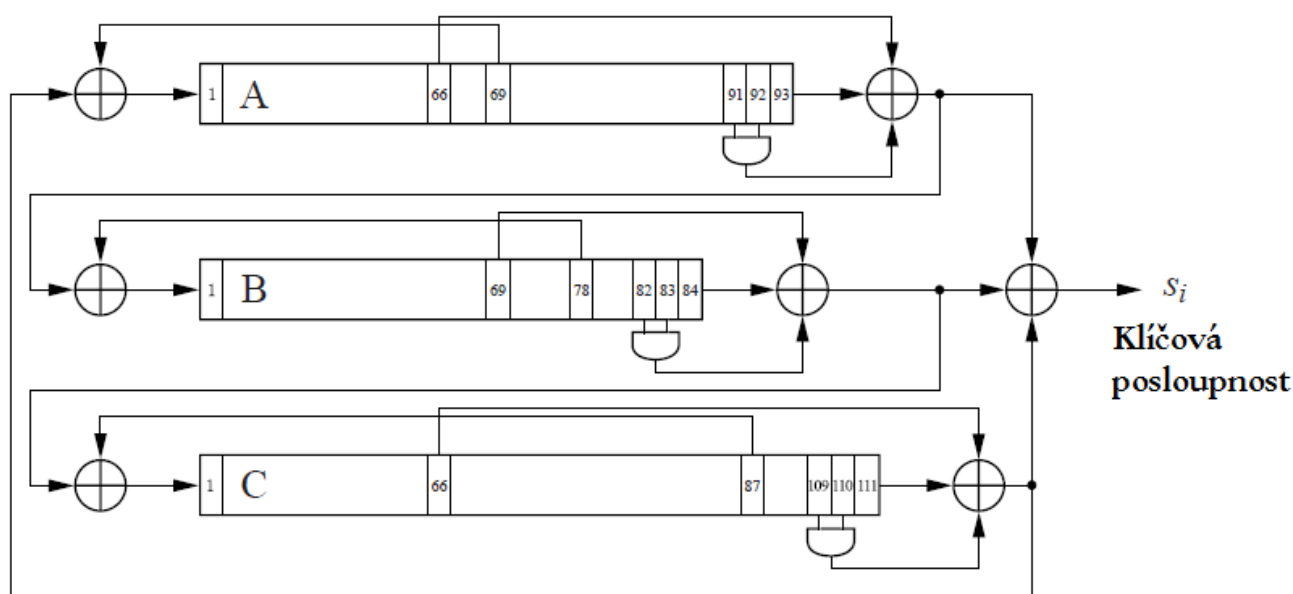 1 A 66 69 91 92 93
1 B 69 78 82 83 84
s_i
Klíčová
posloupnost
1 C 66 87 109 110 111